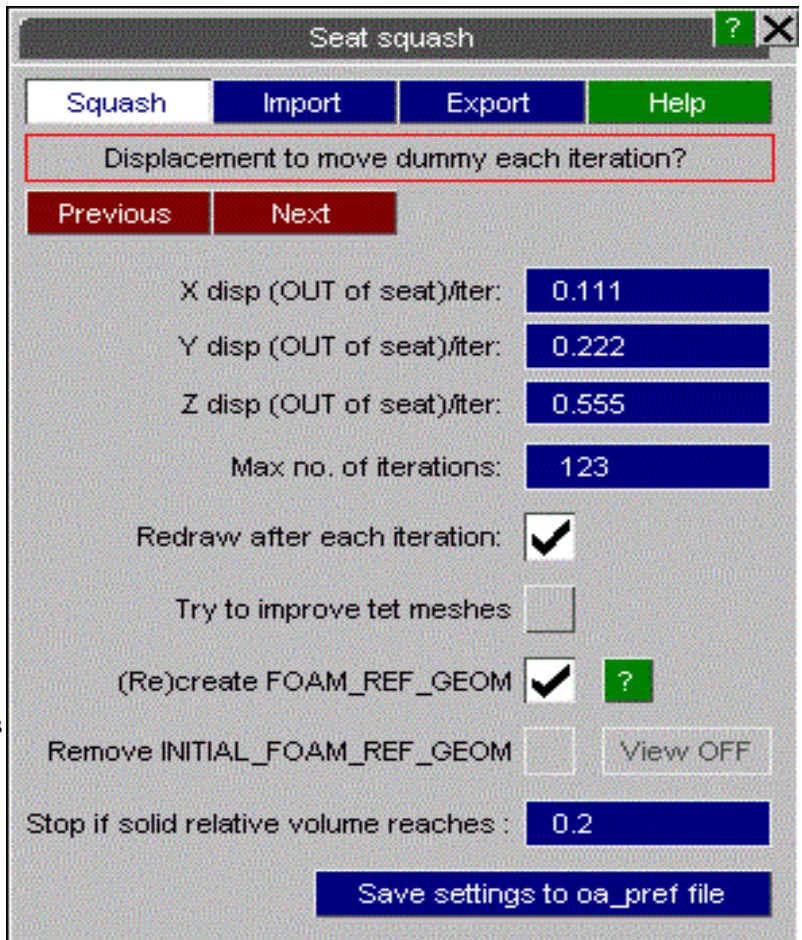 Seat squash ?
Squash Import Export Help
Displacement to move dummy each iteration?
Previous Next
X disp (OUT of seat)/iter: 0.111
Y disp (OUT of seat)/iter: 0.222
Z disp (OUT of seat)/iter: 0.555
Max no. of iterations: 123
Redraw after each iteration:
Try to improve tet meshes
(Re)create FOAM_REF_GEOM ?
Remove INITIAL_FOAM_REF_GEOM View OFF
Stop if solid relative volume reaches : 0.2
Save settings to oa_pref file